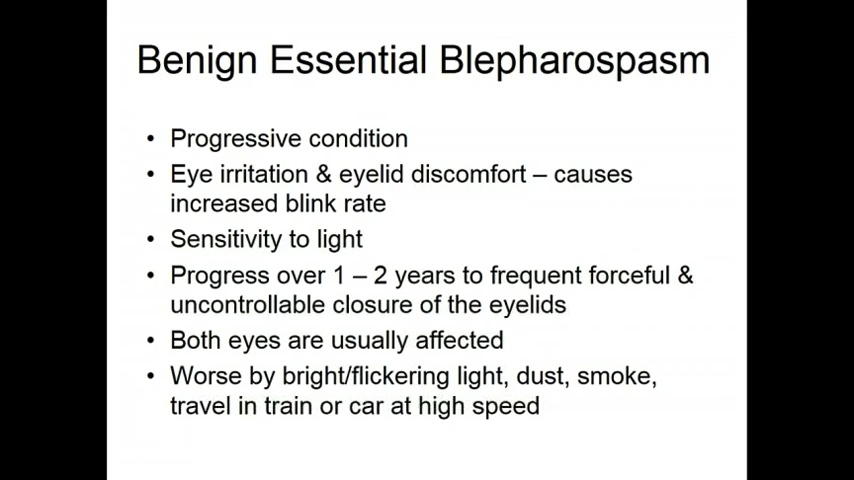 Benign Essential Blepharospasm
• Progressive condition
• Eye irritation & eyelid discomfort – causes
increased blink rate
• Sensitivity to light
• Progress over 1 – 2 years to frequent forceful &
uncontrollable closure of the eyelids
• Both eyes are usually affected
• Worse by bright/flickering light, dust, smoke,
travel in train or car at high speed